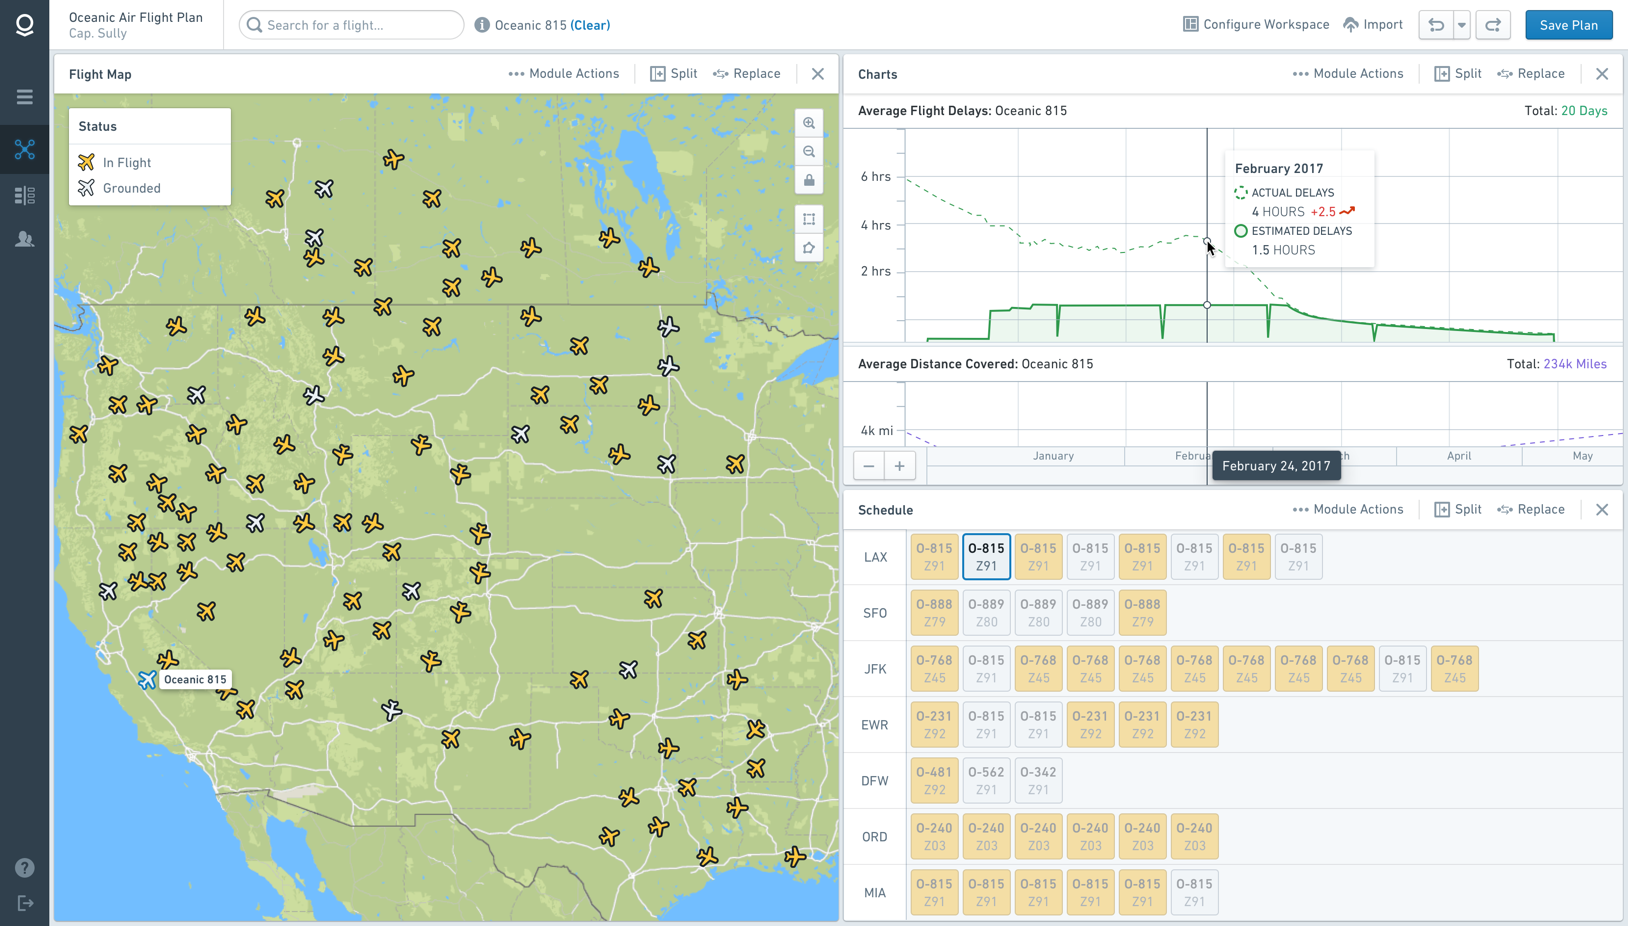 Oceanic Air Flight Plan
Cap. Sully
Search for a flight...
Oceanic 815 (Clear)
Configure Workspace
Import
Save Plan
Flight Map
Module Actions
Split
Replace
Status
In Flight
Grounded
Oceanic 815
Charts
Module Actions
Split
Replace
Average Flight Delays: Oceanic 815
Total: 20 Days
6 hrs
4 hrs
2 hrs
February 2017
ACTUAL DELAYS
4 HOURS +2.5
ESTIMATED DELAYS
1.5 HOURS
Average Distance Covered: Oceanic 815
Total: 234k Miles
4k mi
January
Februa
ch
April
May
February 24, 2017
Schedule
Module Actions
Split
Replace
LAX
O-815 O-815 O-815 O-815 O-815 O-815 O-815 O-815
Z91 Z91 Z91 Z91 Z91 Z91 Z91 Z91
SFO
O-888 O-889 O-889 O-889 O-888
Z79 Z80 Z80 Z80 Z79
JFK
O-768 O-815 O-768 O-768 O-768 O-768 O-768 O-768 O-768 O-815 O-768
Z45 Z91 Z45 Z45 Z45 Z45 Z45 Z45 Z45 Z91 Z45
EWR
O-231 O-815 O-815 O-231 O-231 O-231
Z92 Z91 Z91 Z92 Z92 Z92
DFW
O-481 O-562 O-342
Z92 Z91 Z91
ORD
O-240 O-240 O-240 O-240 O-240 O-240
Z03 Z03 Z03 Z03 Z03 Z03
MIA
O-815 O-815 O-815 O-815 O-815 O-815
Z91 Z91 Z91 Z91 Z91 Z91